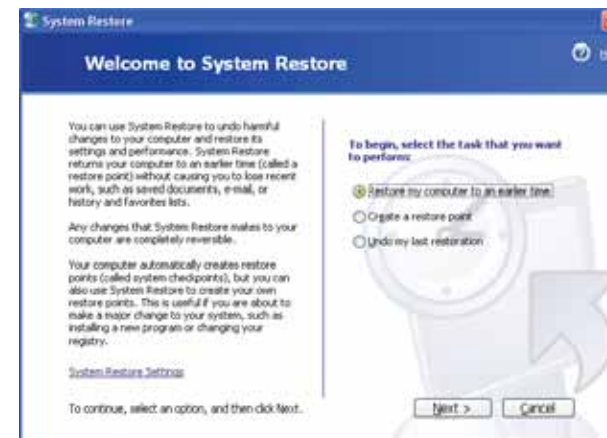 System Restore
Welcome to System Restore
You can use System Restore to undo harmful
changes to your computer and restore its
settings and performance. System Restore
returns your computer to an earlier time (called a
restore point) without causing you to lose recent
work, such as saved documents, e-mail, or
history and favorites lists.
Any changes that System Restore makes to your
computer are completely reversible.
Your computer automatically creates restore
points (called system checkpoints), but you can
also use System Restore to create your own
restore points. This is useful if you are about to
make a major change to your system, such as
installing a new program or changing your
registry.
System Restore Settings
To continue, select an option, and then click Next.
To begin, select the task that you want
to perform:
Restore my computer to an earlier time
Create a restore point
Undo my last restoration
Next >
Cancel